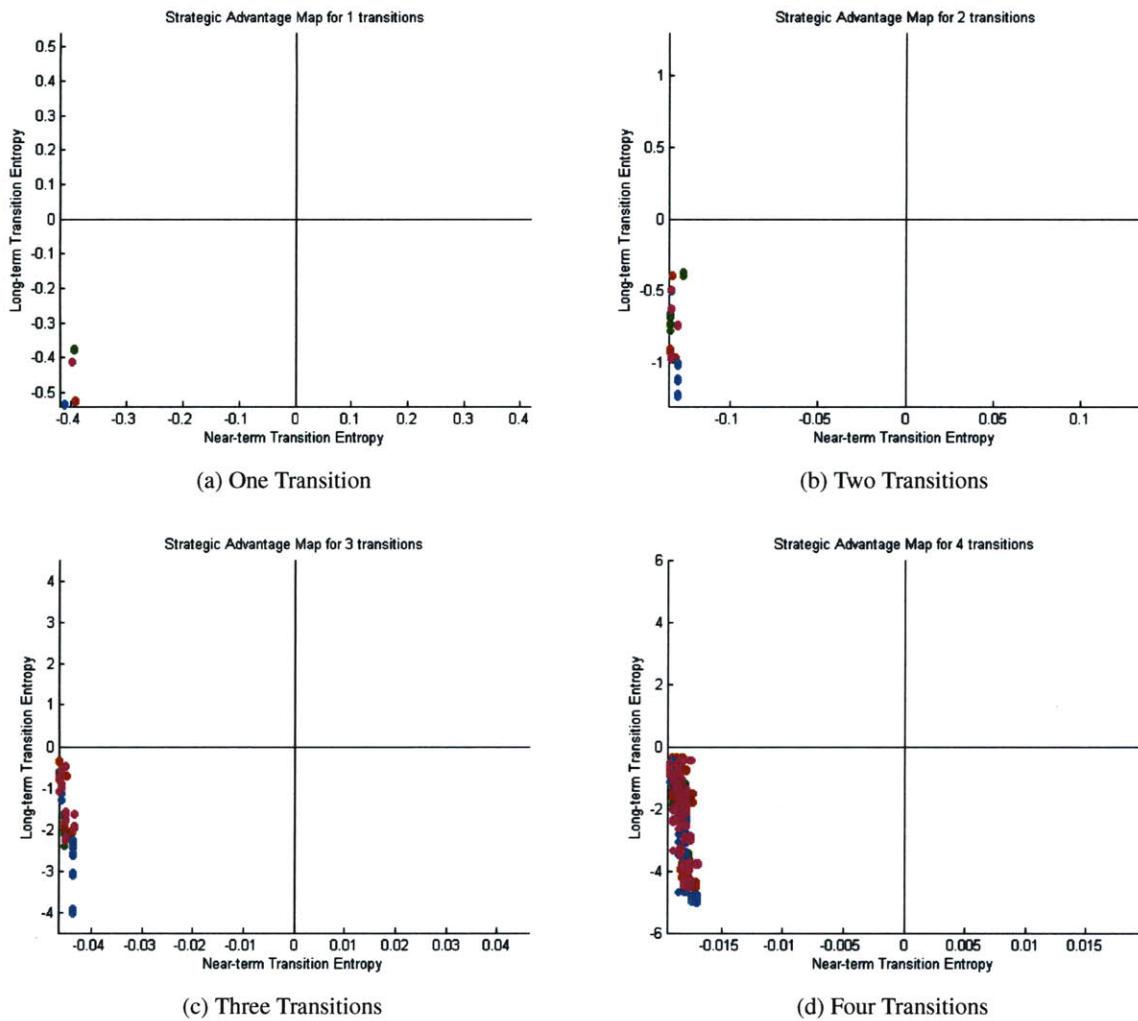 Strategic Advantage Map for 1 transitions
Long-term Transition Entropy
0.5
0.4
0.3
0.2
0.1
0
-0.1
-0.2
-0.3
-0.4
-0.5
-0.4 -0.3 -0.2 -0.1 0 0.1 0.2 0.3 0.4
Near-term Transition Entropy
(a) One Transition
Strategic Advantage Map for 2 transitions
Long-term Transition Entropy
1
0.5
0
-0.5
-1
-0.1 -0.05 0 0.05 0.1
Near-term Transition Entropy
(b) Two Transitions
Strategic Advantage Map for 3 transitions
Long-term Transition Entropy
4
3
2
1
0
-1
-2
-3
-4
-0.04 -0.03 -0.02 -0.01 0 0.01 0.02 0.03 0.04
Near-term Transition Entropy
(c) Three Transitions
Strategic Advantage Map for 4 transitions
Long-term Transition Entropy
6
4
2
0
-2
-4
-6
-0.015 -0.01 -0.005 0 0.005 0.01 0.015
Near-term Transition Entropy
(d) Four Transitions